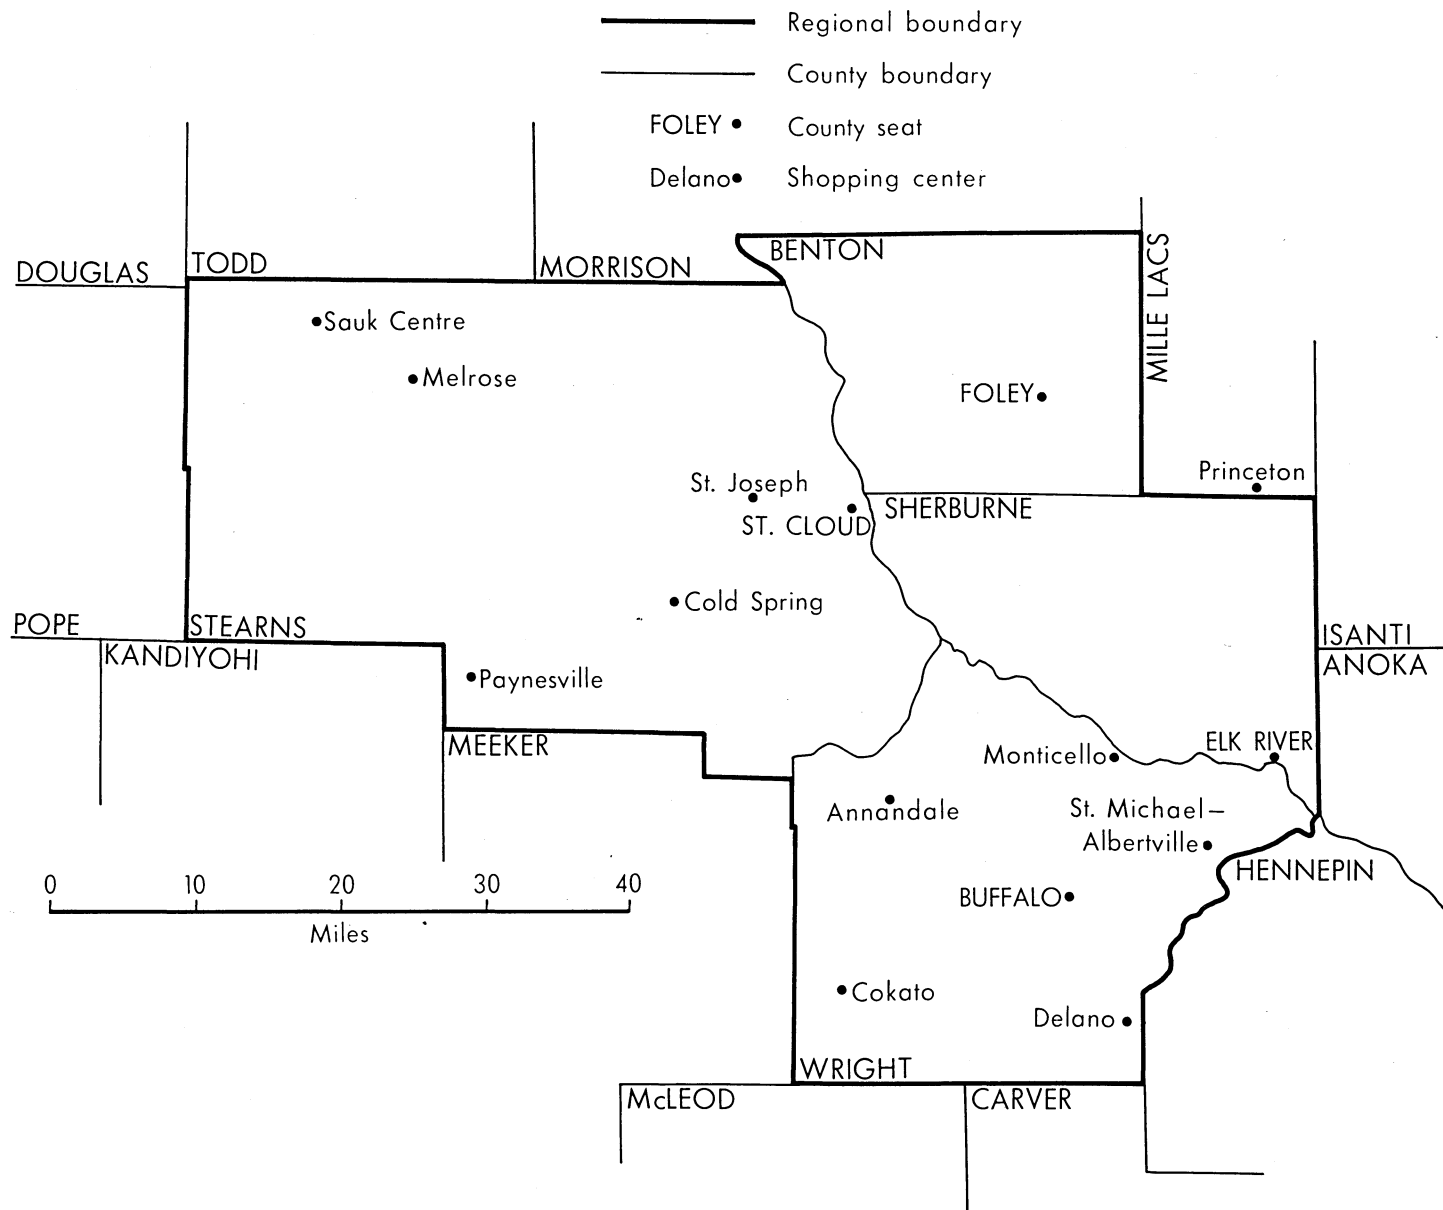 Regional boundary
County boundary
FOLEY County seat
Delano Shopping center
BENTON
MILLE LACS
TODD
MORRISON
DOUGLAS
Sauk Centre
Melrose
FOLEY
Princeton
St. Joseph
SHERBURNE
ST. CLOUD
Cold Spring
POPE
STEARNS
ISANTI
KANDIYOHI
ANOKA
Paynesville
MEEKER
ELK RIVER
Monticello
Annandale
St. Michael–
Albertville
HENNEPIN
0 10 20 30 40
Miles
BUFFALO
Cokato
Delano
WRIGHT
McLEOD
CARVER